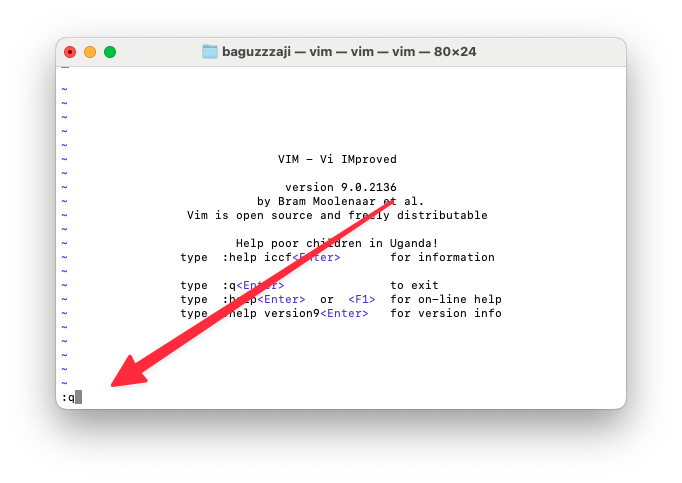 baguzzzaji — vim — vim — vim — 80×24
~
~
~
~
~
~ VIM - Vi IMproved
~
~ version 9.0.2136
~ by Bram Moolenaar et al.
~ Vim is open source and freely distributable
~
~ Help poor children in Uganda!
~ type :help iccf<Enter> for information
~
~ type :q<Enter> to exit
~ type :help<Enter> or <F1> for on-line help
~ type :help version9<Enter> for version info
~
~
~
~
~
:q